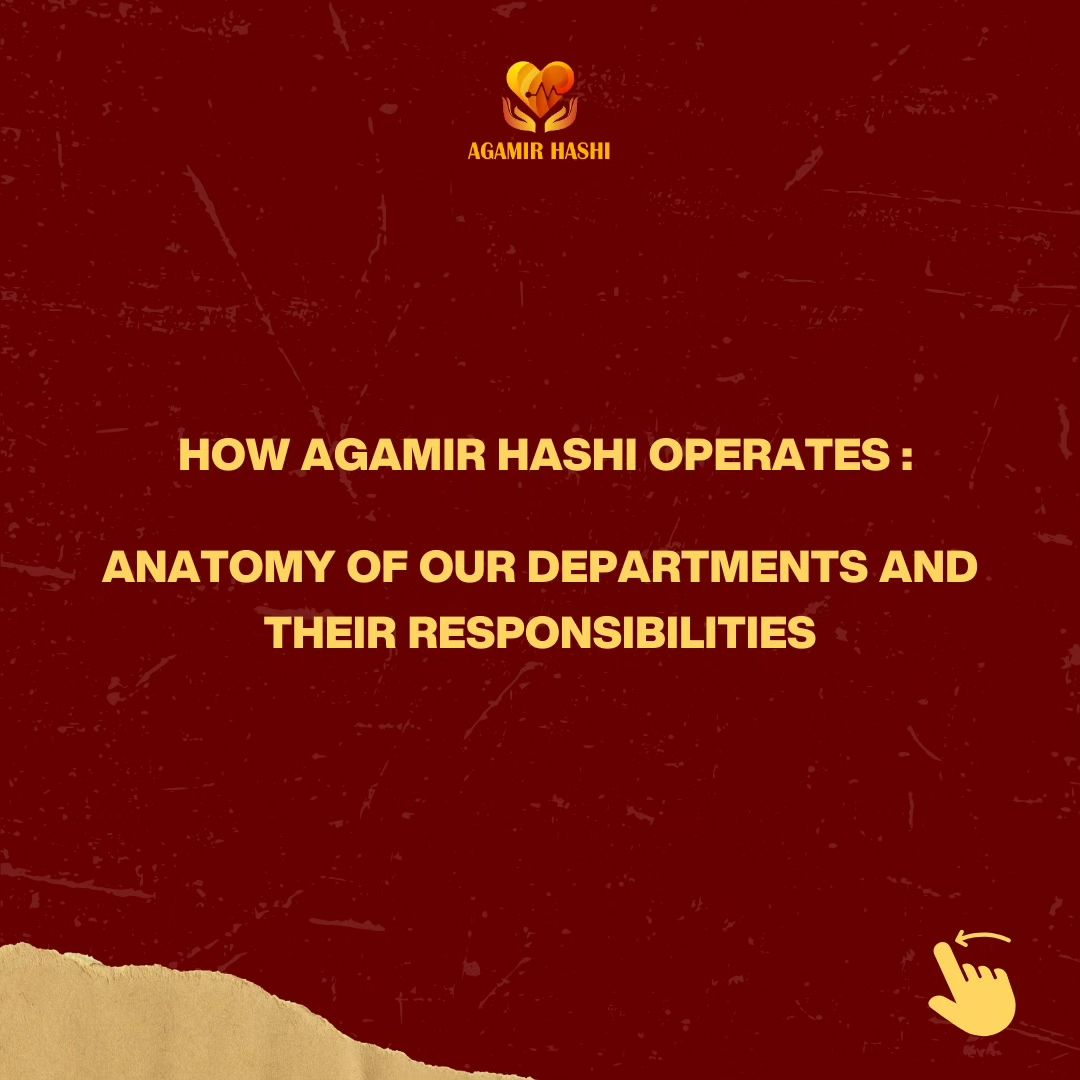 AGAMIR HASHI
HOW AGAMIR HASHI OPERATES :
ANATOMY OF OUR DEPARTMENTS AND
THEIR RESPONSIBILITIES